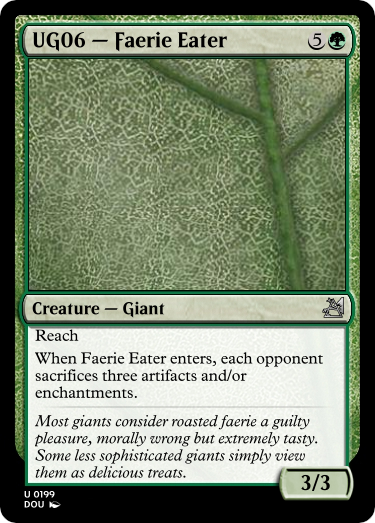 UG06 — Faerie Eater 5
Creature — Giant
Reach
When Faerie Eater enters, each opponent
sacrifices three artifacts and/or
enchantments.
Most giants consider roasted faerie a guilty
pleasure, morally wrong but extremely tasty.
Some less sophisticated giants simply view
them as delicious treats.
3/3
U 0199
DOU